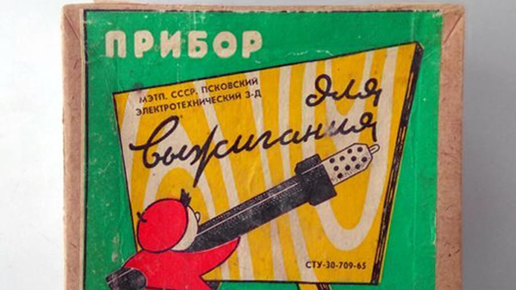 ПРИБОР
МЭТП. СССР. ПСКОВСКИЙ
ЭЛЕКТРОТЕХНИЧЕСКИЙ З-Д
для
выжигания
СТУ-30-709-65